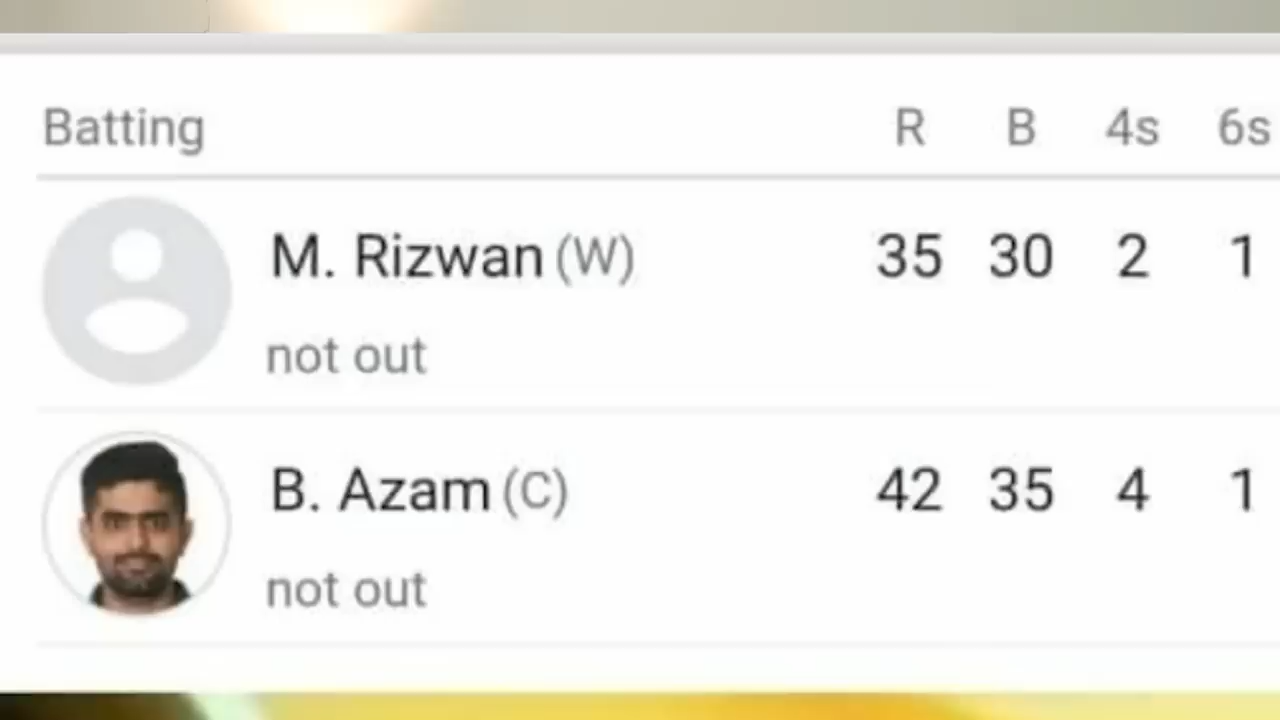 Batting R B 4s 6s
M. Rizwan (W) 35 30 2 1
not out
B. Azam (C) 42 35 4 1
not out